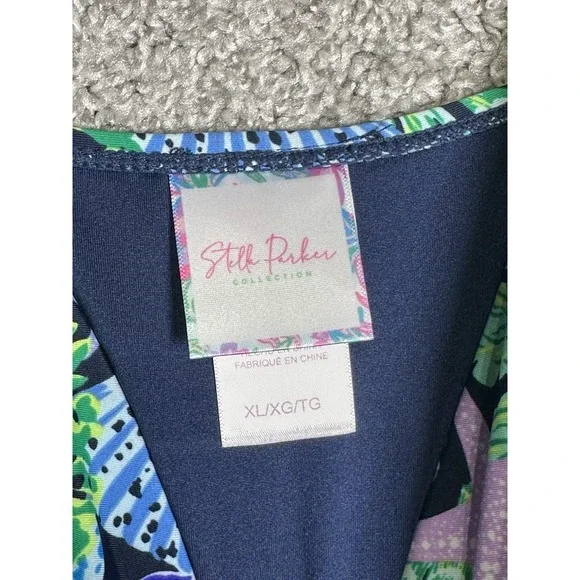 Stella Parker
COLLECTION
FABRIQUÉ EN CHINE
XL/XG/TG